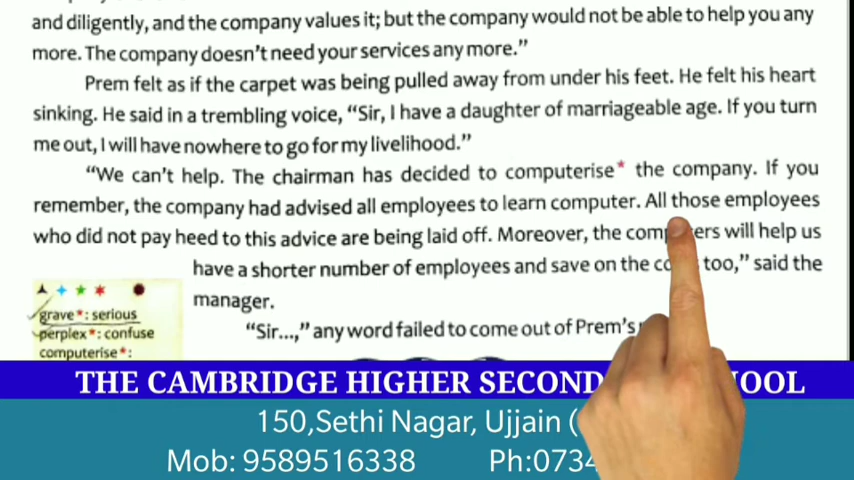 and diligently, and the company values it; but the company would not be able to help you any
more. The company doesn't need your services any more."
Prem felt as if the carpet was being pulled away from under his feet. He felt his heart
sinking. He said in a trembling voice, "Sir, I have a daughter of marriageable age. If you turn
me out, I will have nowhere to go for my livelihood."
"We can't help. The chairman has decided to computerise* the company. If you
remember, the company had advised all employees to learn computer. All those employees
who did not pay heed to this advice are being laid off. Moreover, the computers will help us
have a shorter number of employees and save on the too," said the
manager.
"Sir...," any word failed to come out of Prem's
grave*: serious
perplex*: confuse
computerise*:
THE CAMBRIDGE HIGHER SECONDARY SCHOOL
150,Sethi Nagar, Ujjain (
Mob: 9589516338 Ph:0734